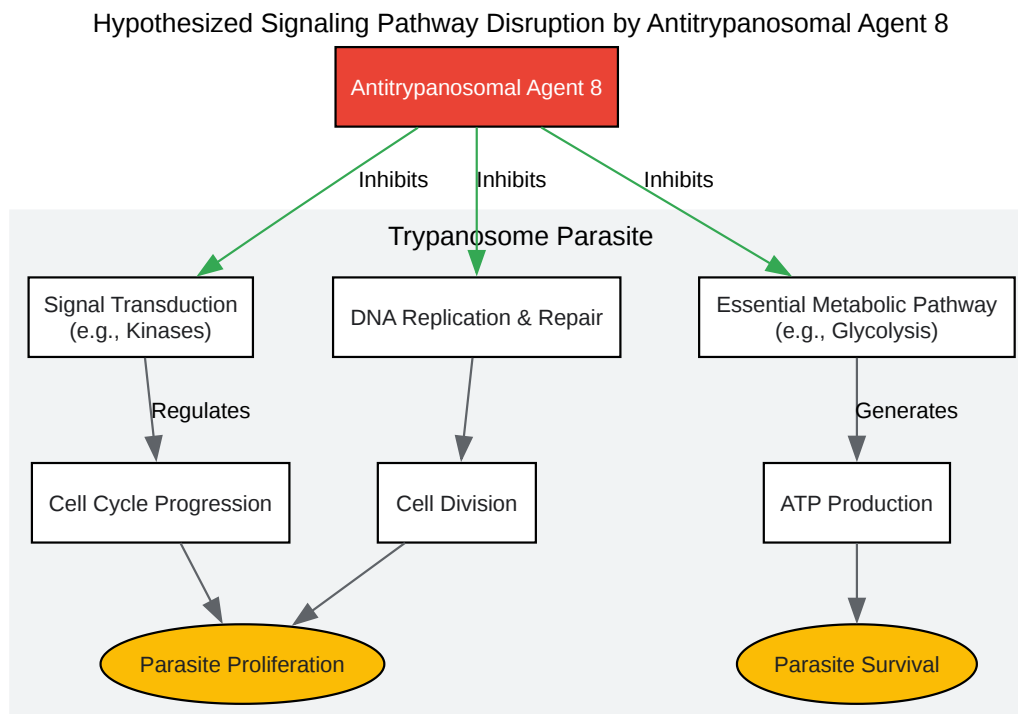 Hypothesized Signaling Pathway Disruption by Antitrypanosomal Agent 8
Antitrypanosomal Agent 8
Inhibits
Inhibits
Inhibits
Trypanosome Parasite
Signal Transduction
(e.g., Kinases)
DNA Replication & Repair
Essential Metabolic Pathway
(e.g., Glycolysis)
Regulates
Generates
Cell Cycle Progression
Cell Division
ATP Production
Parasite Proliferation
Parasite Survival